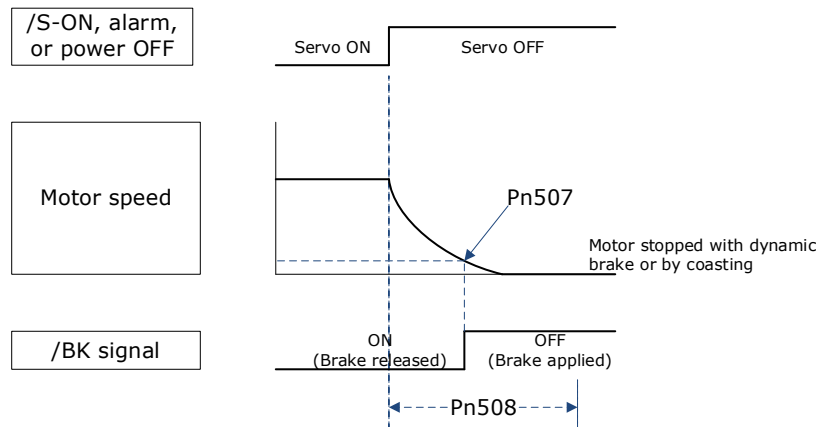 /S-ON, alarm,
or power OFF
Servo ON
Servo OFF
Motor speed
Pn507
Motor stopped with dynamic
brake or by coasting
/BK signal
ON
(Brake released)
OFF
(Brake applied)
Pn508